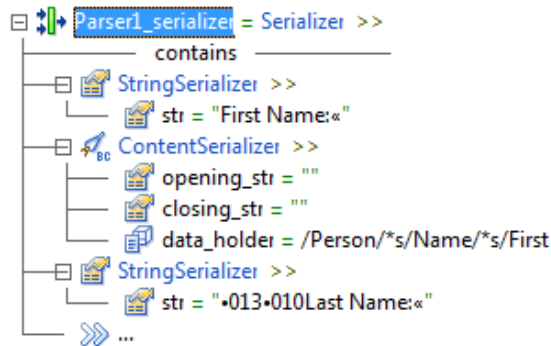 Parser1_serializer = Serializer >>
contains
StringSerializer >>
str = "First Name:«"
BC ContentSerializer >>
opening_str = ""
closing_str = ""
data_holder = /Person/*s/Name/*s/First
StringSerializer >>
str = "•013•010Last Name:«"
...